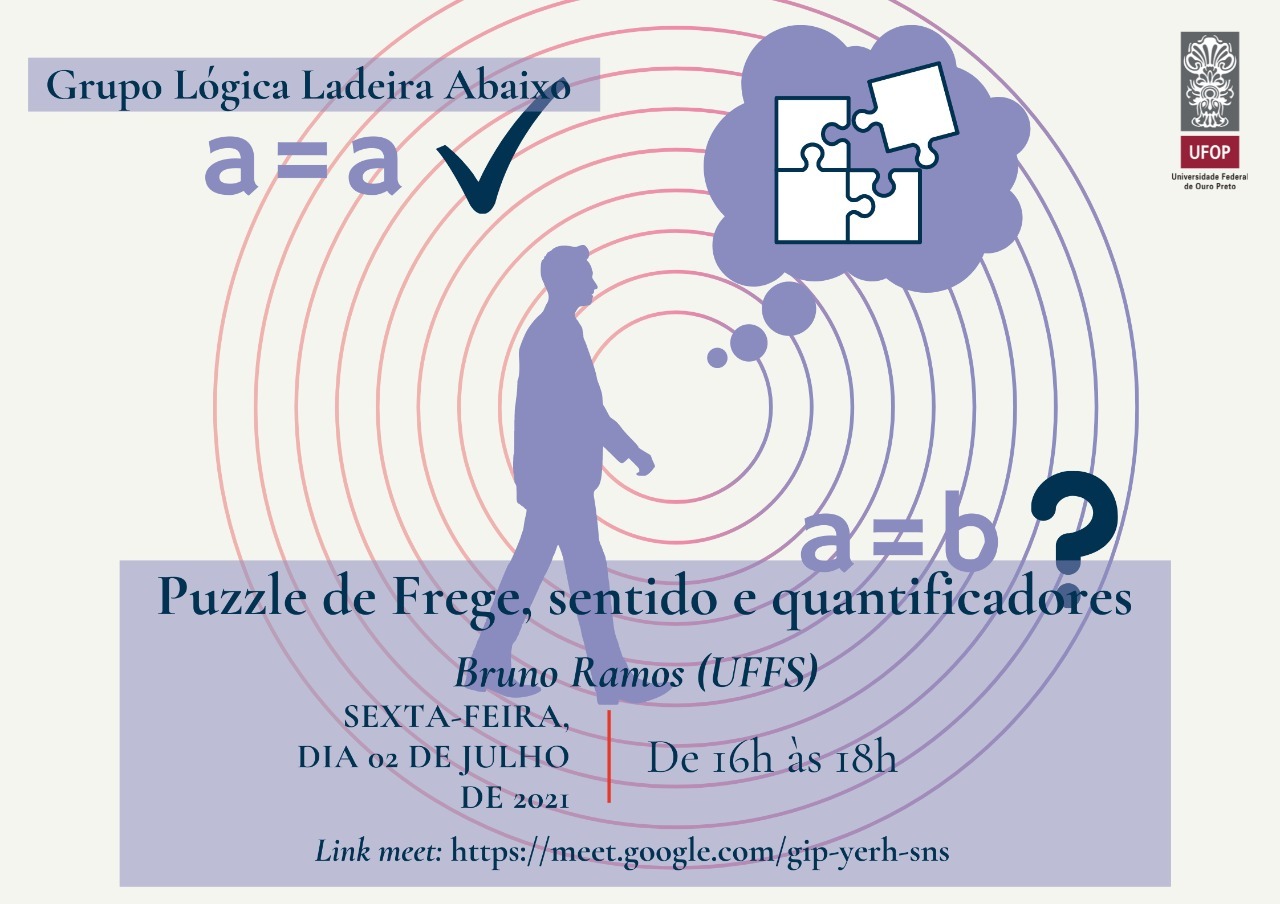 Grupo Lógica Ladeira Abaixo
a=a
UFOP
Universidade Federal
de Ouro Preto
a=b ?
Puzzle de Frege, sentido e quantificadores
Bruno Ramos (UFFS)
SEXTA-FEIRA,
DIA 02 DE JULHO
DE 2021
De 16h às 18h
Link meet: https://meet.google.com/gip-yerh-sns